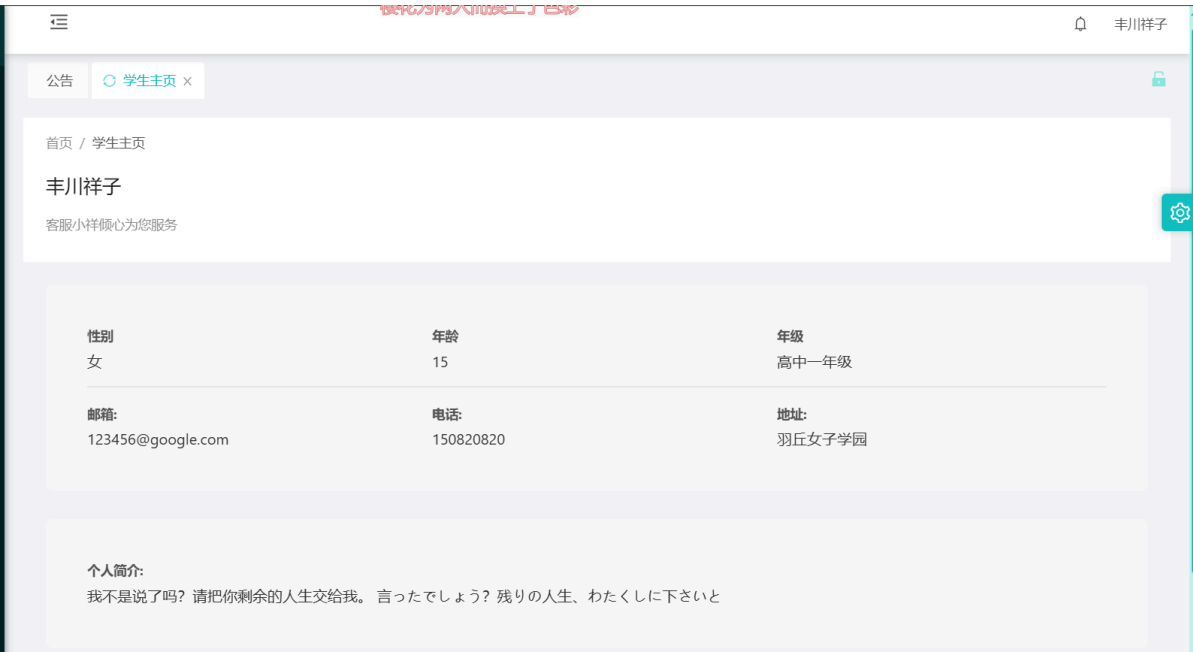 丰川祥子
公告
学生主页
首页 / 学生主页
丰川祥子
客服小祥倾心为您服务
性别 年龄 年级
女 15 高中一年级
邮箱: 电话: 地址:
123456@google.com 150820820 羽丘女子学园
个人简介:
我不是说了吗？请把你剩余的人生交给我。 言ったでしょう？残りの人生、わたくしに下さいと